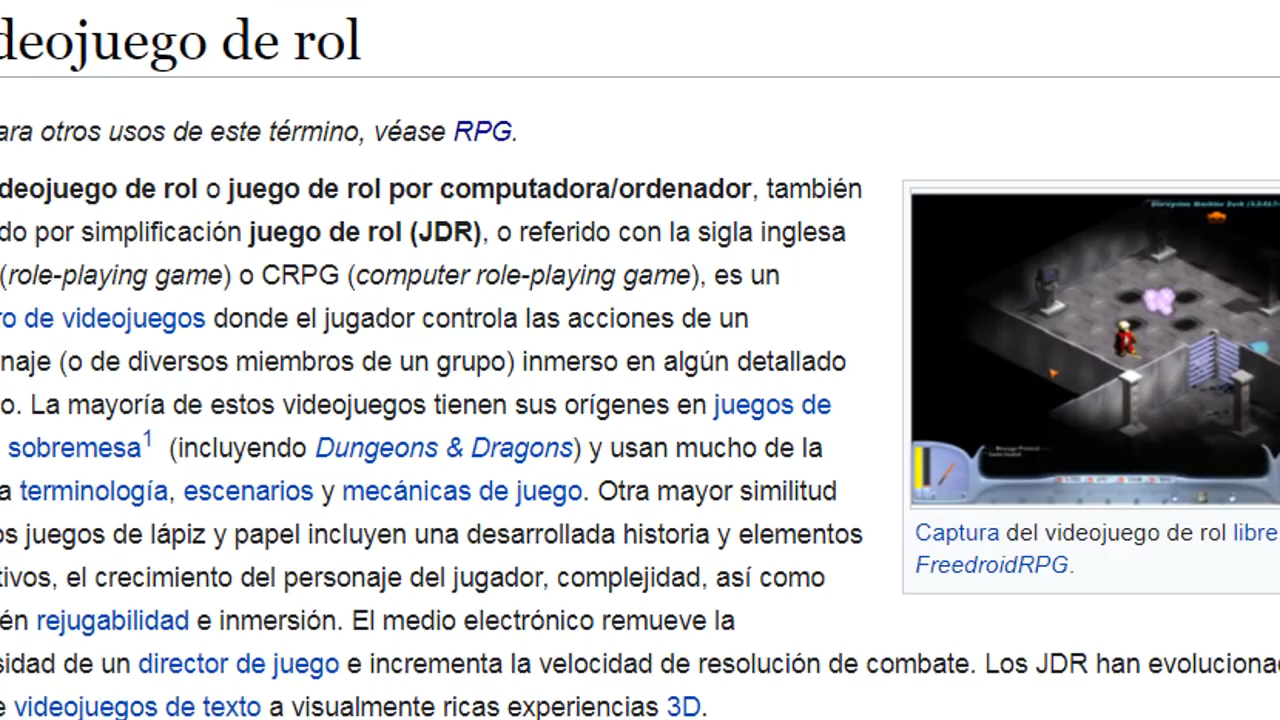 deojuego de rol
ara otros usos de este término, véase RPG.
deojuego de rol o juego de rol por computadora/ordenador, también
do por simplificación juego de rol (JDR), o referido con la sigla inglesa
(role-playing game) o CRPG (computer role-playing game), es un
ro de videojuegos donde el jugador controla las acciones de un
naje (o de diversos miembros de un grupo) inmerso en algún detallado
o. La mayoría de estos videojuegos tienen sus orígenes en juegos de
sobremesa1 (incluyendo Dungeons & Dragons) y usan mucho de la
a terminología, escenarios y mecánicas de juego. Otra mayor similitud
os juegos de lápiz y papel incluyen una desarrollada historia y elementos
tivos, el crecimiento del personaje del jugador, complejidad, así como
én rejugabilidad e inmersión. El medio electrónico remueve la
sidad de un director de juego e incrementa la velocidad de resolución de combate. Los JDR han evoluciona
e videojuegos de texto a visualmente ricas experiencias 3D.
Captura del videojuego de rol libre
FreedroidRPG.